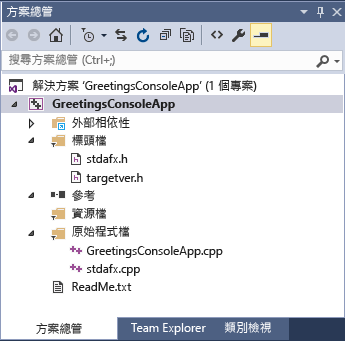 方案總管
搜尋方案總管 (Ctrl+;)
解決方案 'GreetingsConsoleApp' (1 個專案)
GreetingsConsoleApp
外部相依性
標頭檔
stdafx.h
targetver.h
參考
資源檔
原始程式檔
GreetingsConsoleApp.cpp
stdafx.cpp
ReadMe.txt
方案總管 Team Explorer 類別檢視